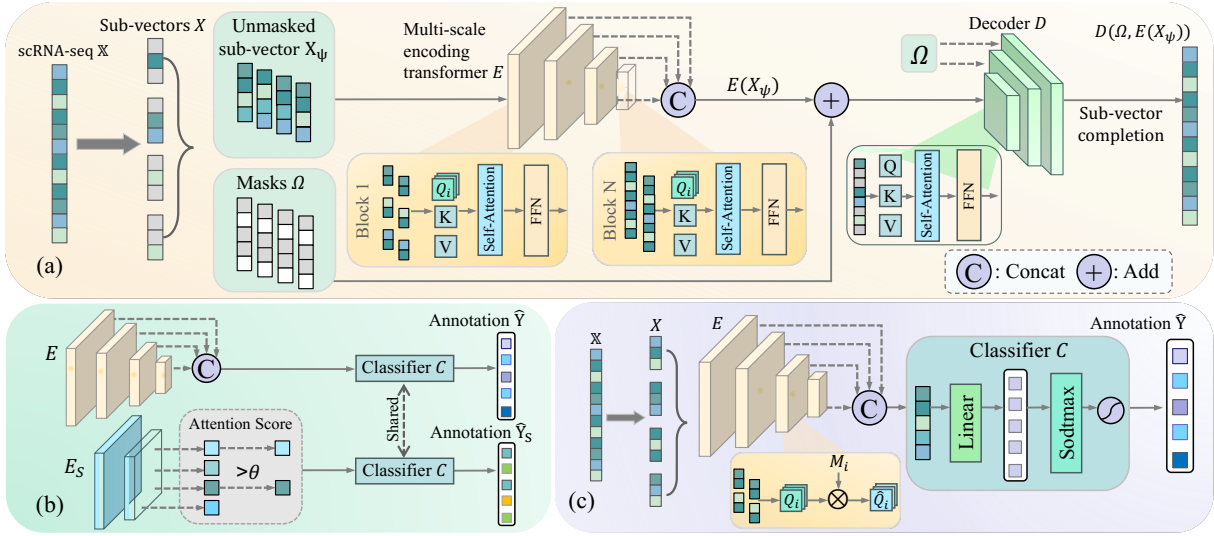 scRNA-seq 𝕏
Sub-vectors X
Unmasked
sub-vector X_ψ
Masks Ω
Multi-scale
encoding
transformer E
C
E(X_ψ)
+
Ω
Decoder D
D(Ω, E(X_ψ))
Sub-vector
completion
Block 1
Q_i
K
V
Self-Attention
FFN
Block N
Q_i
K
V
Self-Attention
FFN
Q
K
V
Self-Attention
FFN
(a)
C : Concat
+ : Add
E
C
Classifier C
Annotation Ŷ
Shared
E_S
Attention Score
>θ
Classifier C
Annotation Ŷ_S
(b)
𝕏
X
E
C
M_i
Q_i
⊗
Q̂_i
Classifier C
Linear
Sodtmax
Annotation Ŷ
(c)